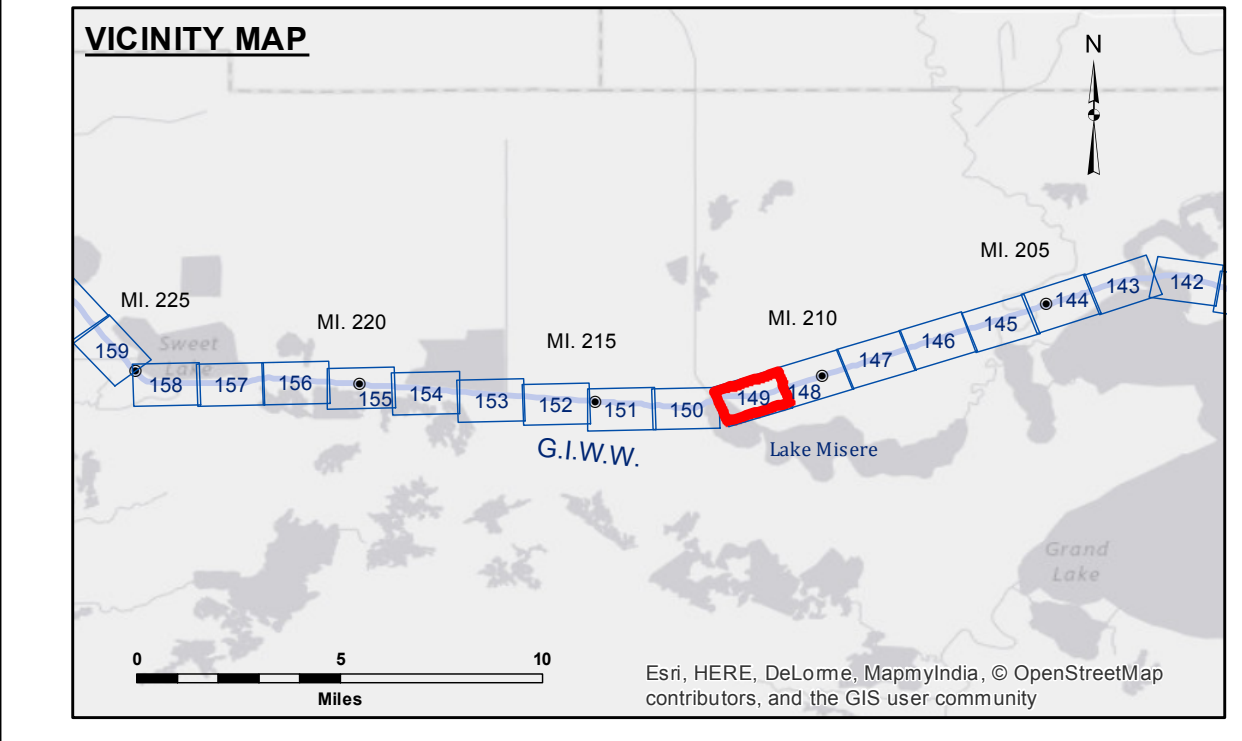 VICINITY MAP
N
MI. 205
MI. 225
MI. 220
MI. 215
MI. 210
142
143
144
145
146
147
148
149
150
151
152
153
154
155
156
157
158
159
Sweet
Lake
G.I.W.W.
Lake Misere
Grand
Lake
0 5 10
Miles
Esri, HERE, DeLorme, MapmyIndia, © OpenStreetMap
contributors, and the GIS user community